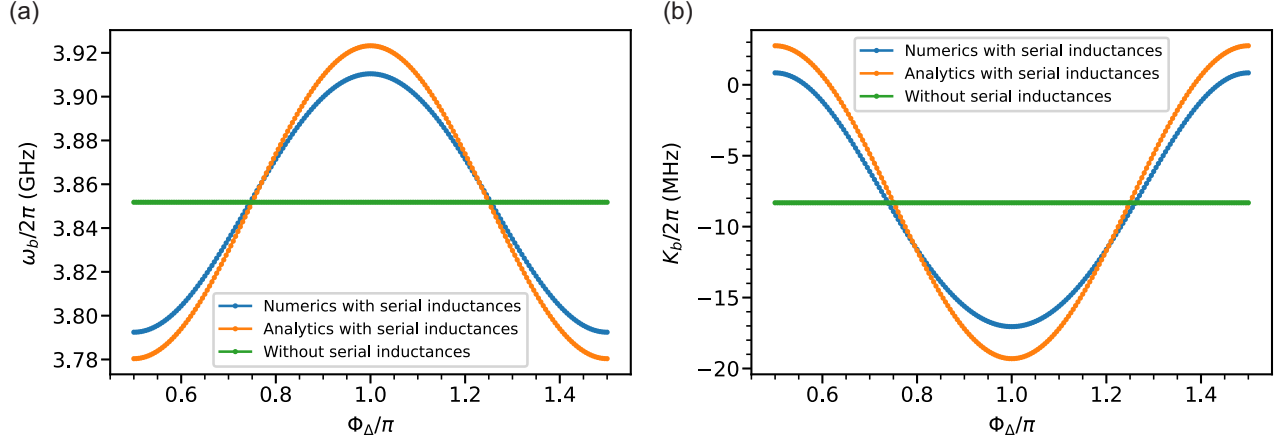 (a)
3.92
3.90
3.88
3.86
3.84
3.82
3.80
3.78
ω_b/2π (GHz)
Numerics with serial inductances
Analytics with serial inductances
Without serial inductances
0.6
0.8
1.0
1.2
1.4
Φ_Δ/π
(b)
0
−5
−10
−15
−20
K_b/2π (MHz)
Numerics with serial inductances
Analytics with serial inductances
Without serial inductances
0.6
0.8
1.0
1.2
1.4
Φ_Δ/π